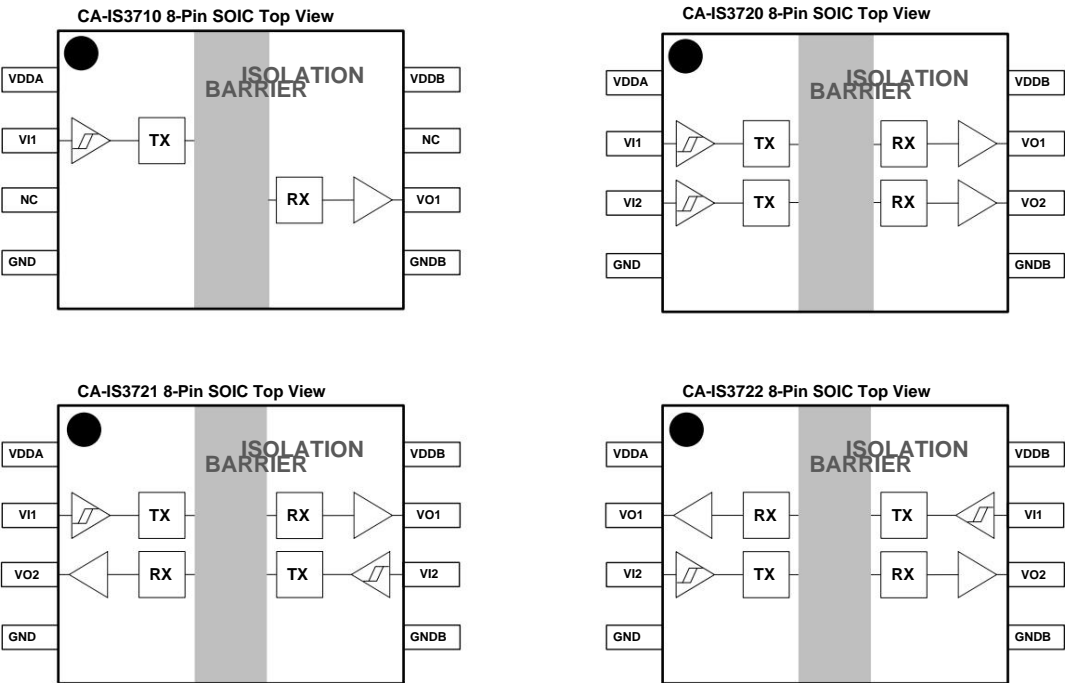 CA-IS3710 8-Pin SOIC Top View
ISOLATION
BARRIER
VDDA
VDDB
VI1
TX
NC
NC
RX
VO1
GND
GNDB
CA-IS3720 8-Pin SOIC Top View
ISOLATION
BARRIER
VDDA
VDDB
VI1
TX
RX
VO1
VI2
TX
RX
VO2
GND
GNDB
CA-IS3721 8-Pin SOIC Top View
ISOLATION
BARRIER
VDDA
VDDB
VI1
TX
RX
VO1
VO2
RX
TX
VI2
GND
GNDB
CA-IS3722 8-Pin SOIC Top View
ISOLATION
BARRIER
VDDA
VDDB
VO1
RX
TX
VI1
VI2
TX
RX
VO2
GND
GNDB